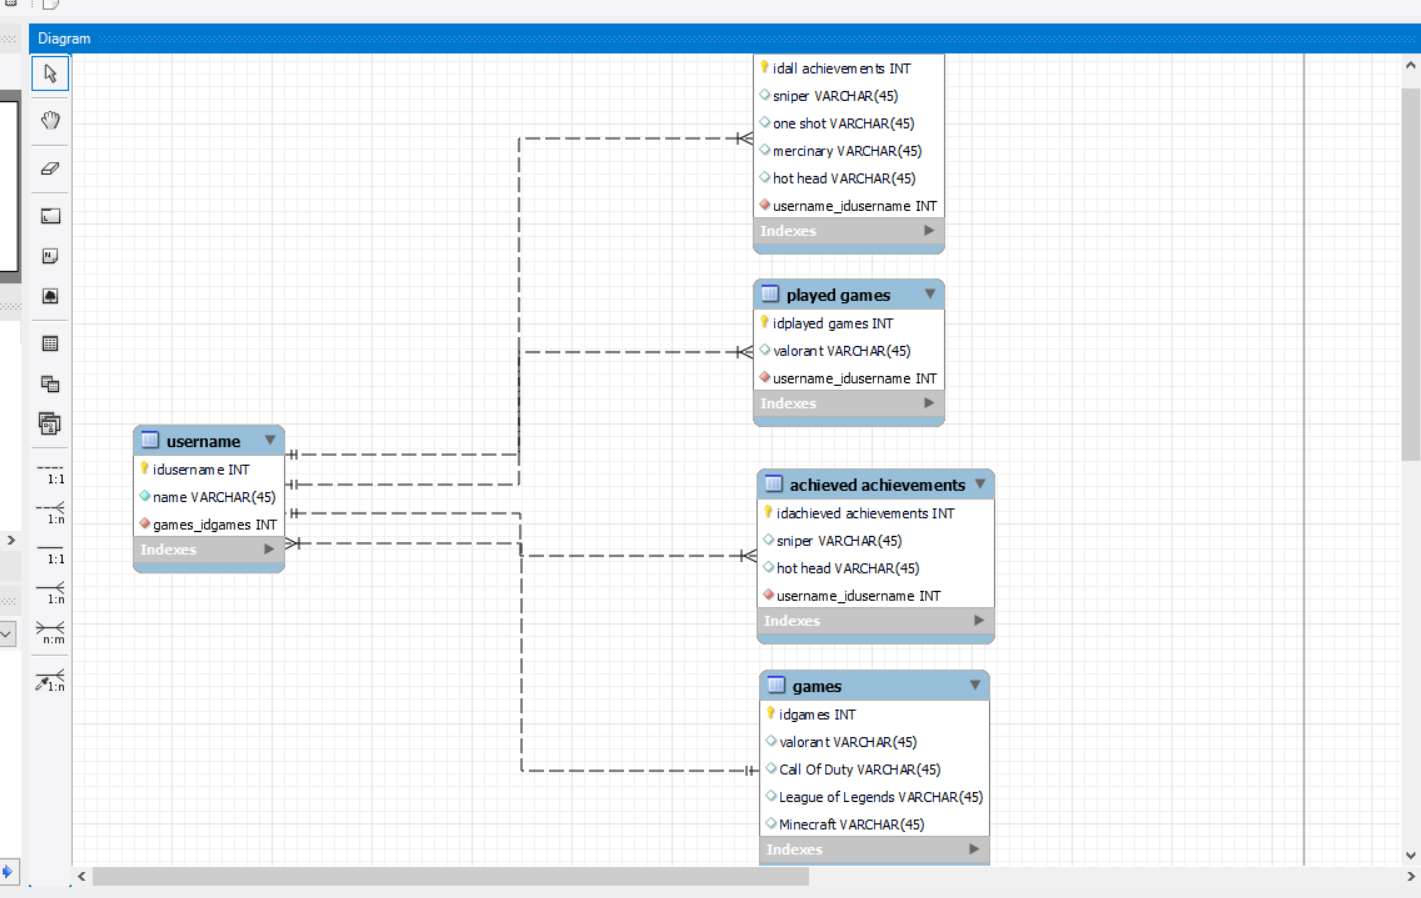 Diagram
idall achievements INT
sniper VARCHAR(45)
one shot VARCHAR(45)
mercinary VARCHAR(45)
hot head VARCHAR(45)
username_idusername INT
Indexes
played games
idplayed games INT
valorant VARCHAR(45)
username_idusername INT
Indexes
username
idusername INT
name VARCHAR(45)
games_idgames INT
Indexes
achieved achievements
idachieved achievements INT
sniper VARCHAR(45)
hot head VARCHAR(45)
username_idusername INT
Indexes
games
idgames INT
valorant VARCHAR(45)
Call Of Duty VARCHAR(45)
League of Legends VARCHAR(45)
Minecraft VARCHAR(45)
Indexes
1:1
1:n
1:1
1:n
n:m
1:n